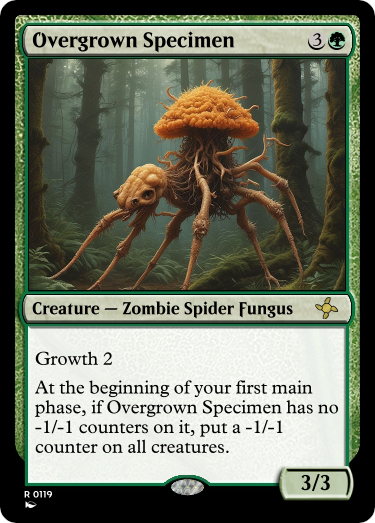 Overgrown Specimen 3
Creature — Zombie Spider Fungus
Growth 2
At the beginning of your first main
phase, if Overgrown Specimen has no
-1/-1 counters on it, put a -1/-1
counter on all creatures.
3/3
R 0119